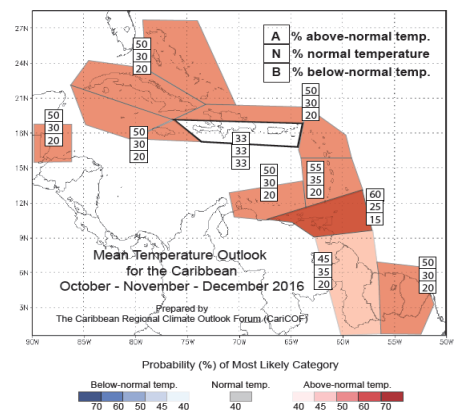 27N
24N
21N
18N
15N
12N
9N
6N
3N
A % above-normal temp.
N % normal temperature
B % below-normal temp.
50
30
20
50
30
20
50
30
20
50
30
20
33
33
33
50
30
20
55
35
20
60
25
15
45
35
20
50
30
20
Mean Temperature Outlook
for the Caribbean
October - November - December 2016
Prepared by
The Caribbean Regional Climate Outlook Forum (CariCOF)
90W 85W 80W 75W 70W 65W 60W 55W 50W
Probability (%) of Most Likely Category
Below-normal temp. Normal temp. Above-normal temp.
70 60 50 45 40 40 40 45 50 60 70